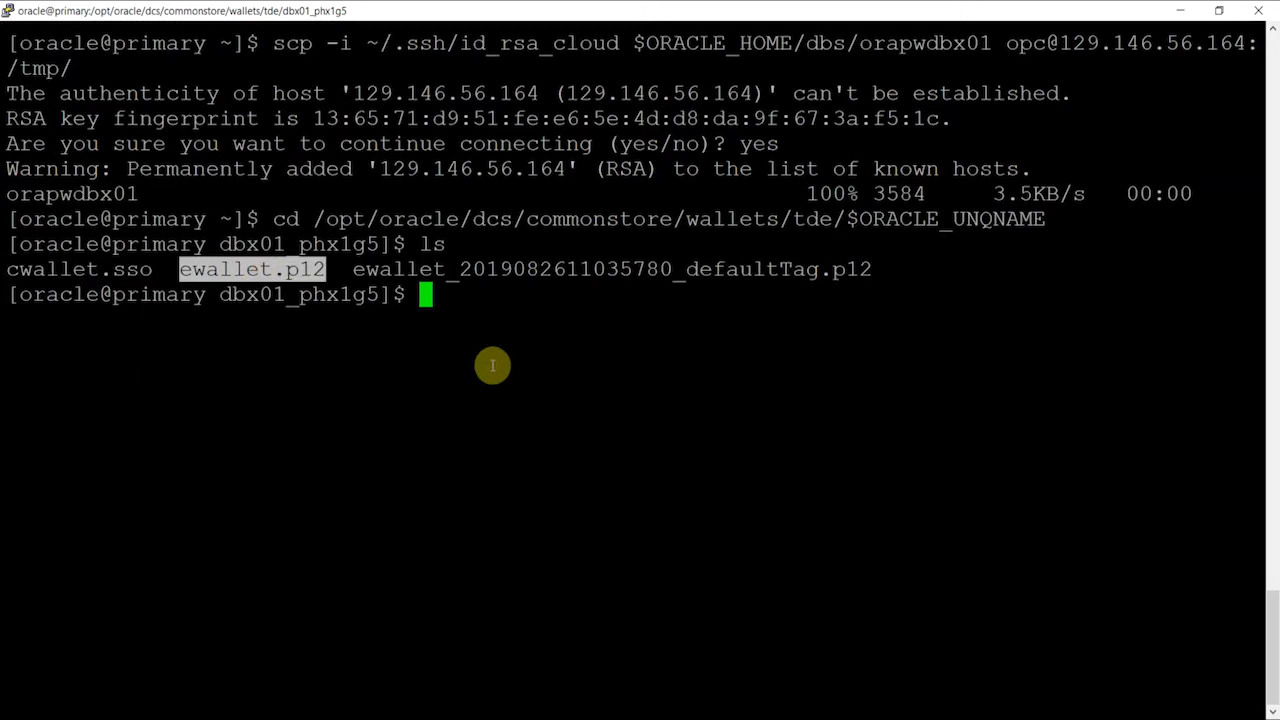 oracle@primary:/opt/oracle/dcs/commonstore/wallets/tde/dbx01_phx1g5
[oracle@primary ~]$ scp -i ~/.ssh/id_rsa_cloud $ORACLE_HOME/dbs/orapwdbx01 opc@129.146.56.164:
/tmp/
The authenticity of host '129.146.56.164 (129.146.56.164)' can't be established.
RSA key fingerprint is 13:65:71:d9:51:fe:e6:5e:4d:d8:da:9f:67:3a:f5:1c.
Are you sure you want to continue connecting (yes/no)? yes
Warning: Permanently added '129.146.56.164' (RSA) to the list of known hosts.
orapwdbx01 100% 3584 3.5KB/s 00:00
[oracle@primary ~]$ cd /opt/oracle/dcs/commonstore/wallets/tde/$ORACLE_UNQNAME
[oracle@primary dbx01_phx1g5]$ ls
cwallet.sso ewallet.p12 ewallet_2019082611035780_defaultTag.p12
[oracle@primary dbx01_phx1g5]$